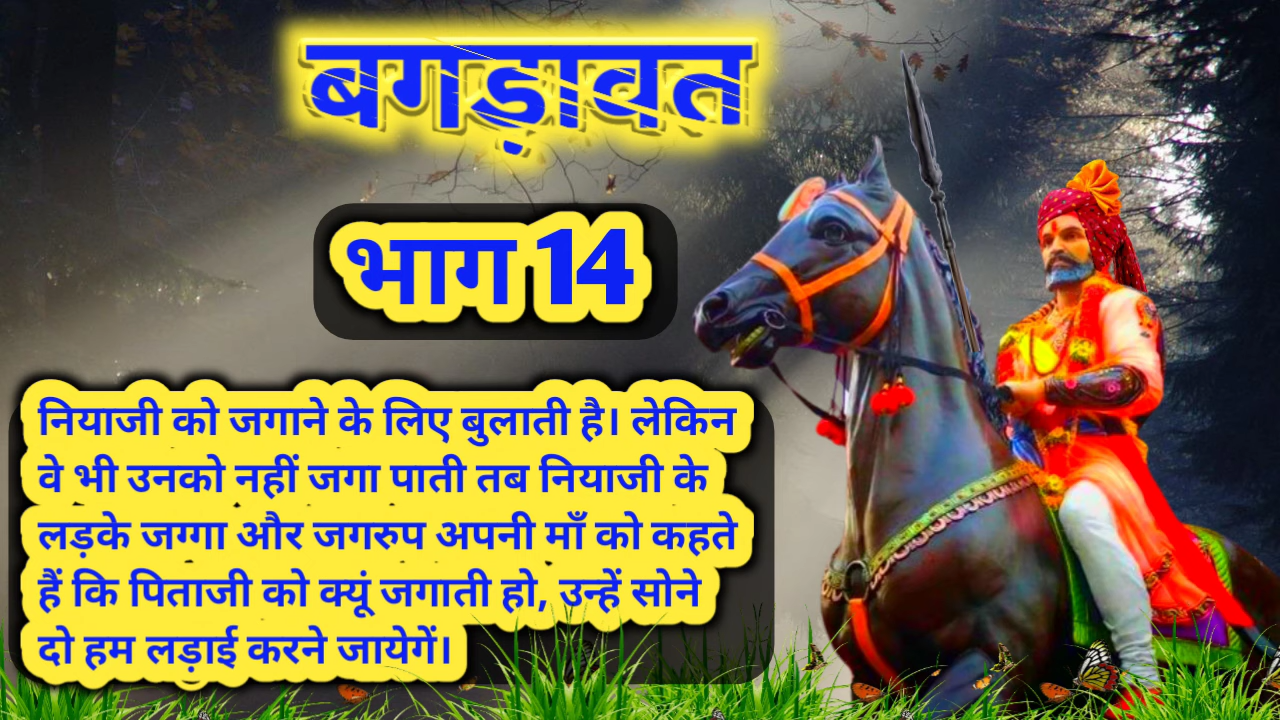 बगड़ावत
भाग 14
नियाजी को जगाने के लिए बुलाती है। लेकिन
वे भी उनको नहीं जगा पाती तब नियाजी के
लड़के जग्गा और जगरुप अपनी माँ को कहते
हैं कि पिताजी को क्यूं जगाती हो, उन्हें सोने
दो हम लड़ाई करने जायेगें।